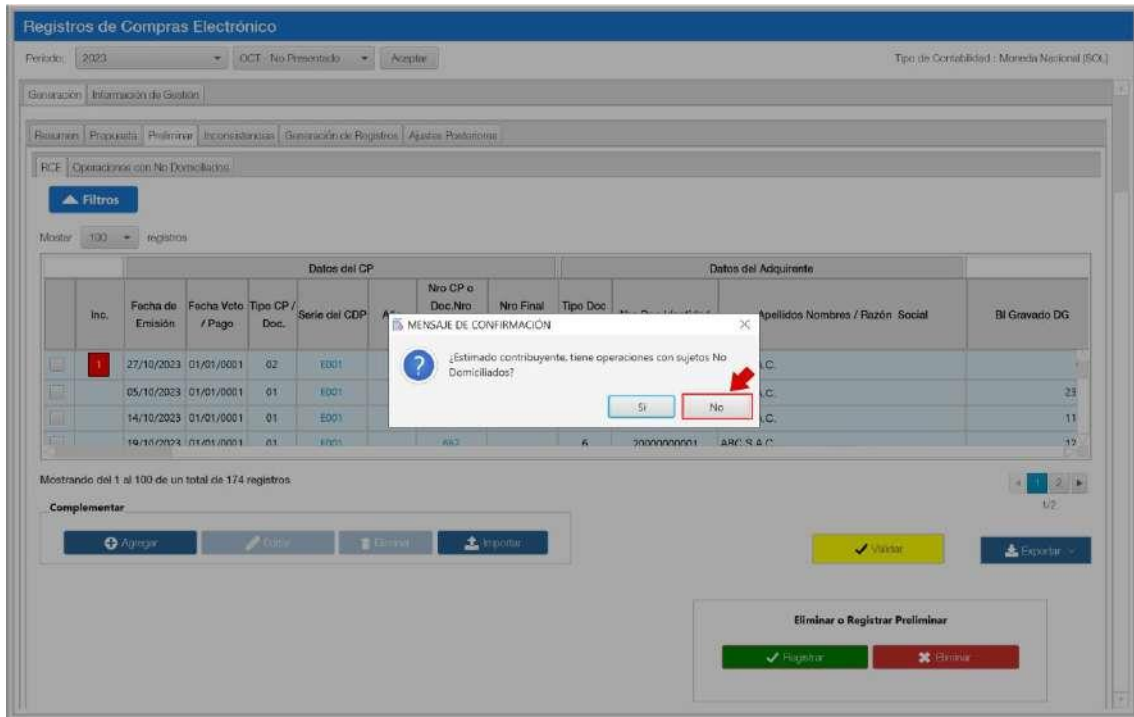 Registros de Compras Electrónico
Periodo: 2023 OCT - No Presentado Aceptar Tipo de Contabilidad : Moneda Nacional (SOL)
Generación Información de Gestión
Resumen Propuesta Preliminar Inconsistencias Generación de Registros Ajustes Posteriores
RCE Operaciones con No Domiciliados
Filtros
Mostar 100 registros
Datos del CP Datos del Adquirente
Inc. Fecha de Emisión Fecha Vcto / Pago Tipo CP / Doc. Serie del CDP Nro CP o Doc.Nro Nro Final Tipo Doc Apellidos Nombres / Razón Social BI Gravado DG
MENSAJE DE CONFIRMACIÓN
¿Estimado contribuyente, tiene operaciones con sujetos No
Domiciliados?
Si No
1 27/10/2023 01/01/0001 02 E001
05/10/2023 01/01/0001 01 E001 23
14/10/2023 01/01/0001 01 E001 11
19/10/2023 01/01/0001 01 E001 6 20000000001 ABC S.A.C. 12
Mostrando del 1 al 100 de un total de 174 registros
1 2
1/2
Complementar
Agregar Editar Eliminar Importar
Validar Exportar
Eliminar o Registrar Preliminar
Registrar Eliminar